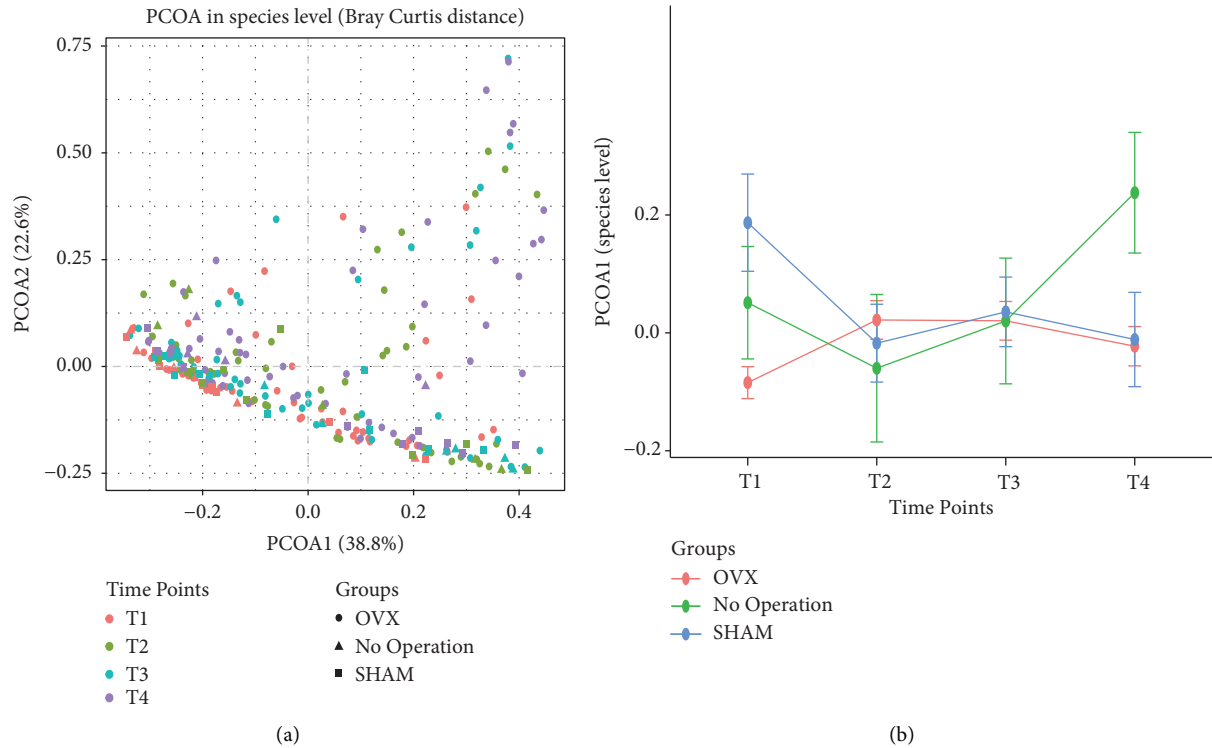 PCOA in species level (Bray Curtis distance)
0.75
0.50
0.25
0.00
−0.25
PCOA2 (22.6%)
−0.2
0.0
0.2
0.4
PCOA1 (38.8%)
Time Points
T1
T2
T3
T4
Groups
OVX
No Operation
SHAM
(a)
PCOA1 (species level)
0.2
0.0
−0.2
T1
T2
T3
T4
Time Points
Groups
OVX
No Operation
SHAM
(b)